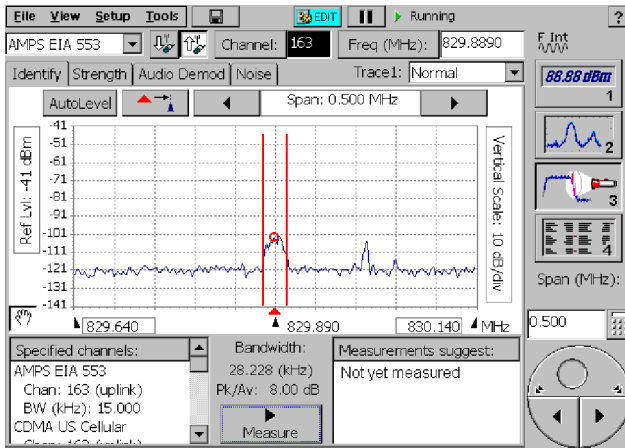 File View Setup Tools EDIT Running ?
AMPS EIA 553 Channel: 163 Freq (MHz): 829.8890 F Int
Identify Strength Audio Demod Noise Trace1: Normal
88.88 dBm
1
AutoLevel Span: 0.500 MHz
2
3
4
Ref Lvl: -41 dBm
-41
-51
-61
-71
-81
-91
-101
-111
-121
-131
-141
Vertical Scale: 10 dB/div
829.640 829.890 830.140 MHz
Span (MHz):
0.500
Specified channels:
AMPS EIA 553
Chan: 163 (uplink)
BW (kHz): 15.000
CDMA US Cellular
Chan: 163 (uplink)
Bandwidth:
28.228 (kHz)
Pk/Av: 8.00 dB
Measure
Measurements suggest:
Not yet measured